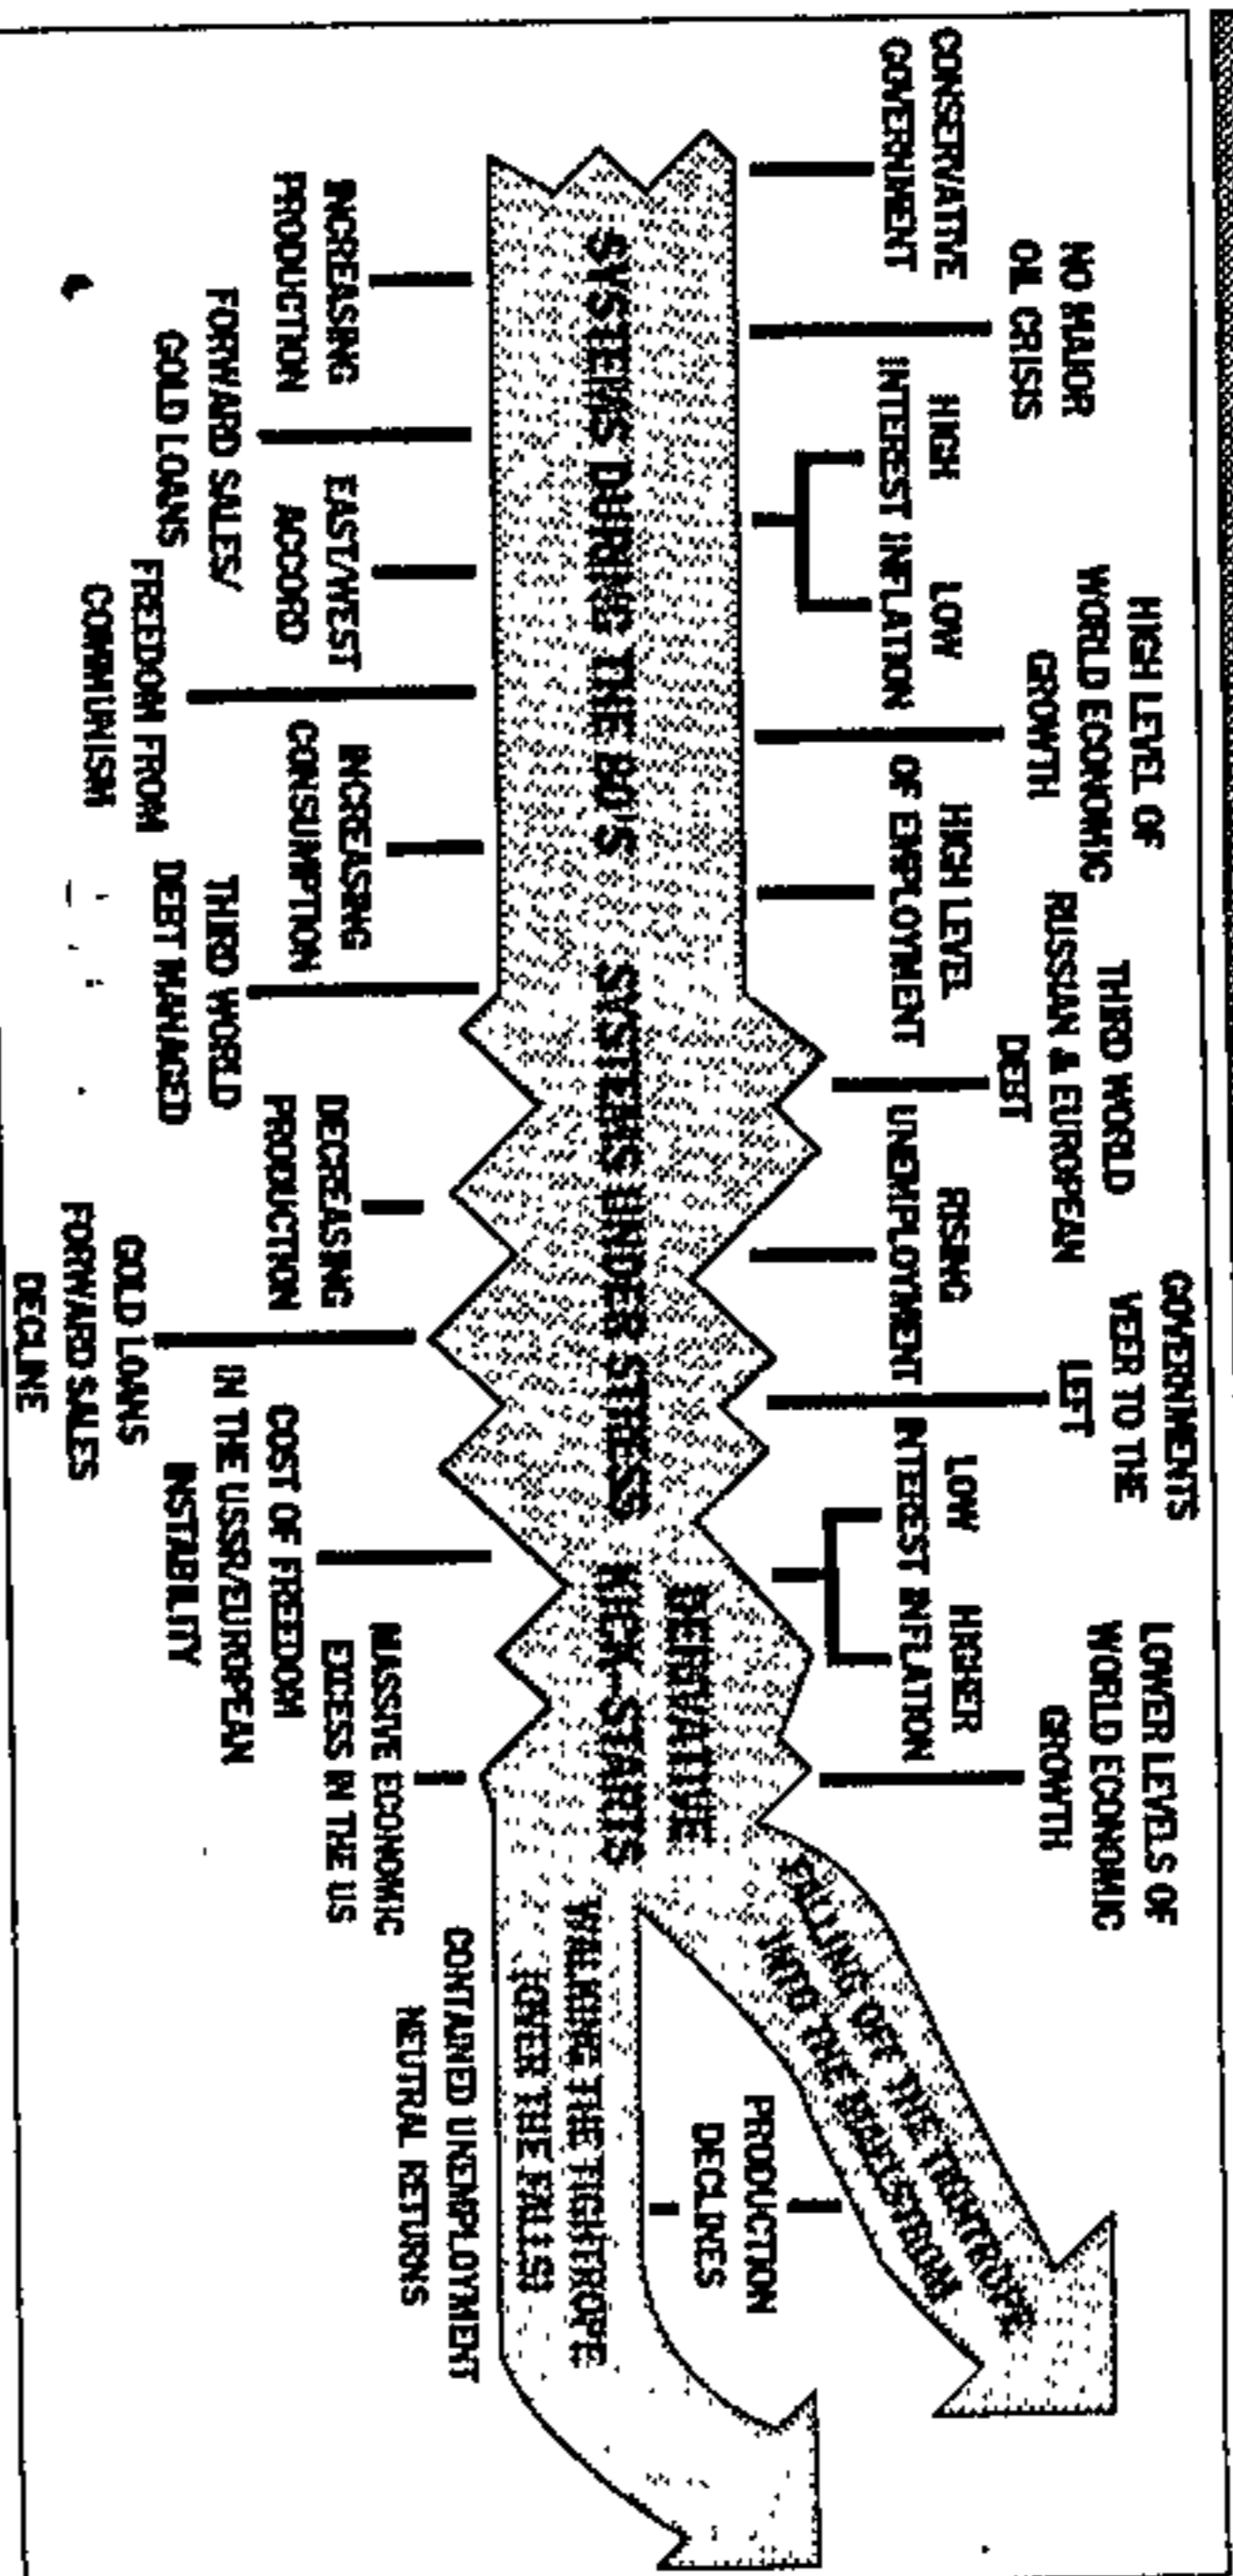 CONSERVATIVE
GOVERNMENT
NO MAJOR
OIL CRISIS
HIGH LOW
INTEREST INFLATION
HIGH LEVEL OF
WORLD ECONOMIC
GROWTH
HIGH LEVEL
OF EMPLOYMENT
THIRD WORLD
RUSSIAN & EUROPEAN
DEBT
RISING
UNEMPLOYMENT
GOVERNMENTS
VEER TO THE
LEFT
LOW HIGHER
INTEREST INFLATION
LOWER LEVELS OF
WORLD ECONOMIC
GROWTH
SYSTEMS DURING THE 80'S
SYSTEMS UNDER STRESS
DERIVATIVE
KICK-STARTS
FALLING OFF THE TIGHTROPE
INTO THE MAELSTROM
PRODUCTION
DECLINES
WALKING THE TIGHTROPE
(OVER THE FALLS)
INCREASING
PRODUCTION
FORWARD SALES/
GOLD LOANS
EAST/WEST
ACCORD
FREEDOM FROM
COMMUNISM
INCREASING
CONSUMPTION
THIRD WORLD
DEBT MANAGED
DECREASING
PRODUCTION
GOLD LOANS
FORWARD SALES
DECLINE
COST OF FREEDOM
IN THE USSR/EUROPEAN
INSTABILITY
MASSIVE ECONOMIC
EXCESS IN THE US
CONTAINED UNEMPLOYMENT
NEUTRAL RETURNS